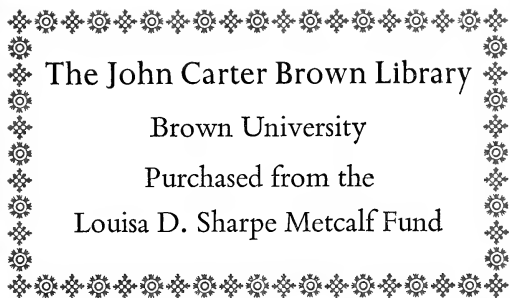 The John Carter Brown Library
Brown University
Purchased from the
Louisa D. Sharpe Metcalf Fund